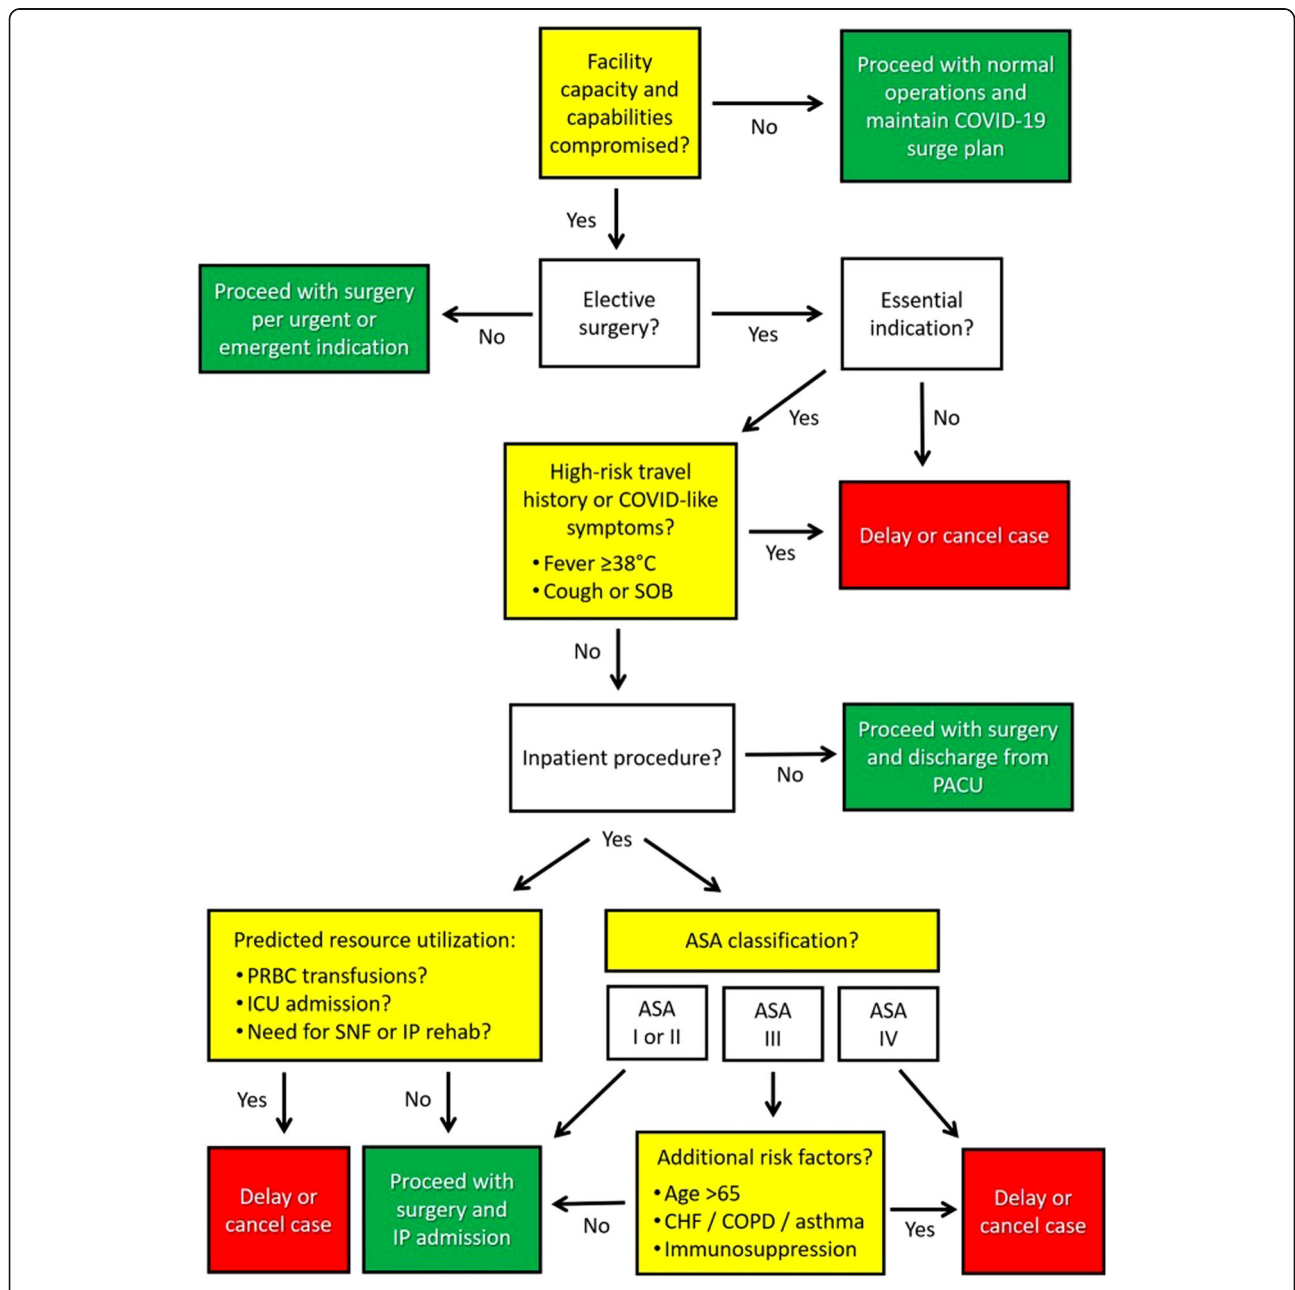 Facility
capacity and
capabilities
compromised?
No
Proceed with normal
operations and
maintain COVID-19
surge plan
Yes
Proceed with surgery
per urgent or
emergent indication
No
Elective
surgery?
Yes
Essential
indication?
Yes
No
High-risk travel
history or COVID-like
symptoms?
• Fever ≥38°C
• Cough or SOB
Yes
Delay or cancel case
No
Inpatient procedure?
No
Proceed with surgery
and discharge from
PACU
Yes
Predicted resource utilization:
• PRBC transfusions?
• ICU admission?
• Need for SNF or IP rehab?
ASA classification?
ASA
I or II
ASA
III
ASA
IV
Yes
No
Delay or
cancel case
Proceed with
surgery and
IP admission
No
Additional risk factors?
• Age >65
• CHF / COPD / asthma
• Immunosuppression
Yes
Delay or
cancel case